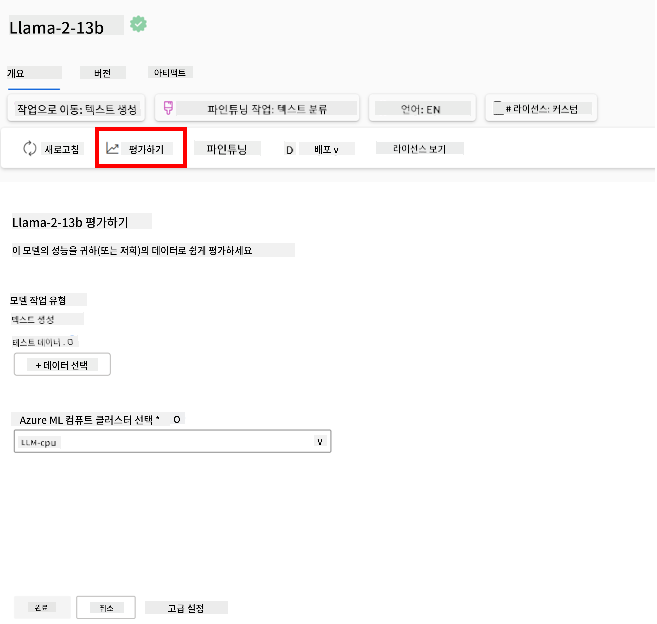 Llama-2-13b
개요 버전 아티팩트
작업으로 이동: 텍스트 생성 파인튜닝 작업: 텍스트 분류 언어: EN # 라이선스: 커스텀
새로고침 평가하기 파인튜닝 D 배포 v 라이선스 보기
Llama-2-13b 평가하기
이 모델의 성능을 귀하(또는 저희)의 데이터로 쉽게 평가하세요
모델 작업 유형
텍스트 생성
테스트 데이터
+ 데이터 선택
Azure ML 컴퓨트 클러스터 선택 * O
LLM-cpu v
취소 고급 설정